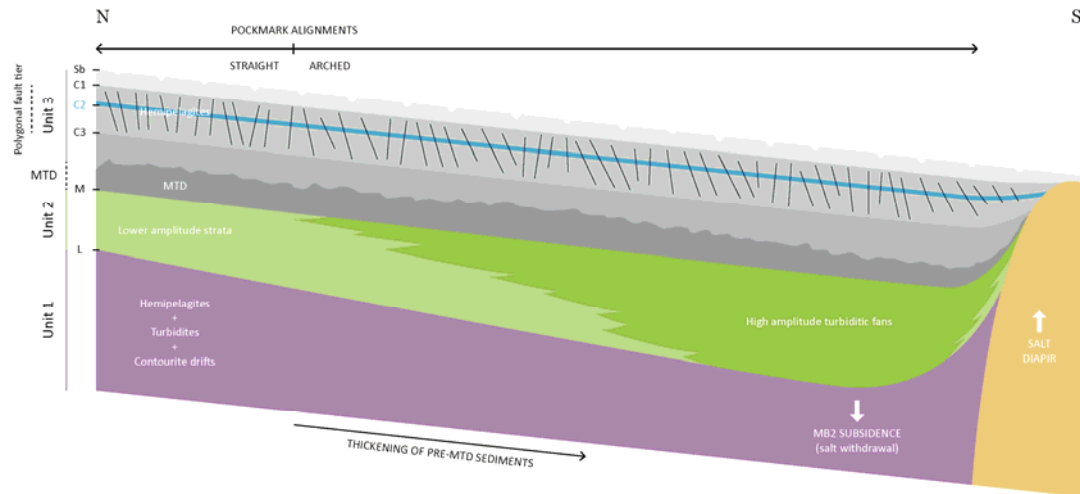 N
S
POCKMARK ALIGNMENTS
STRAIGHT
ARCHED
Sb
C1
C2
C3
M
L
Polygonal fault tier
Unit 3
MTD
Unit 2
Unit 1
Hemipelagites
MTD
Lower amplitude strata
High amplitude turbiditic fans
Hemipelagites
+
Turbidites
+
Contourite drifts
SALT
DIAPIR
MB2 SUBSIDENCE
(salt withdrawal)
THICKENING OF PRE-MTD SEDIMENTS